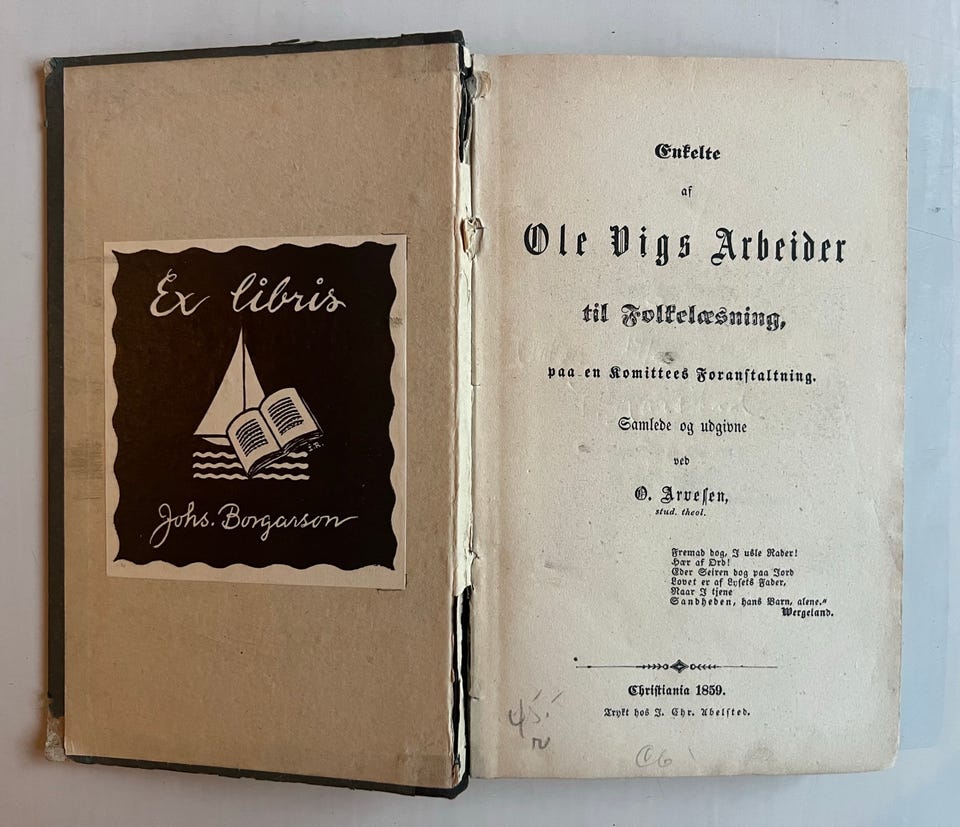 Ex libris
Johs. Borgarson
Enkelte
af
Ole Vigs Arbeider
til Folkelæsning,
paa en Komittees Foranstaltning.
Samlede og udgivne
ved
O. Arvesen,
stud. theol.
Fremad dog, I usle Rader!
Hær af Ord!
Eder Seiren dog paa Jord
Lovet er af Lysets Fader,
Naar I tjene
Sandheden, hans Barn, alene.“
Wergeland.
Christiania 1859.
Trykt hos J. Chr. Abelsted.
45.-